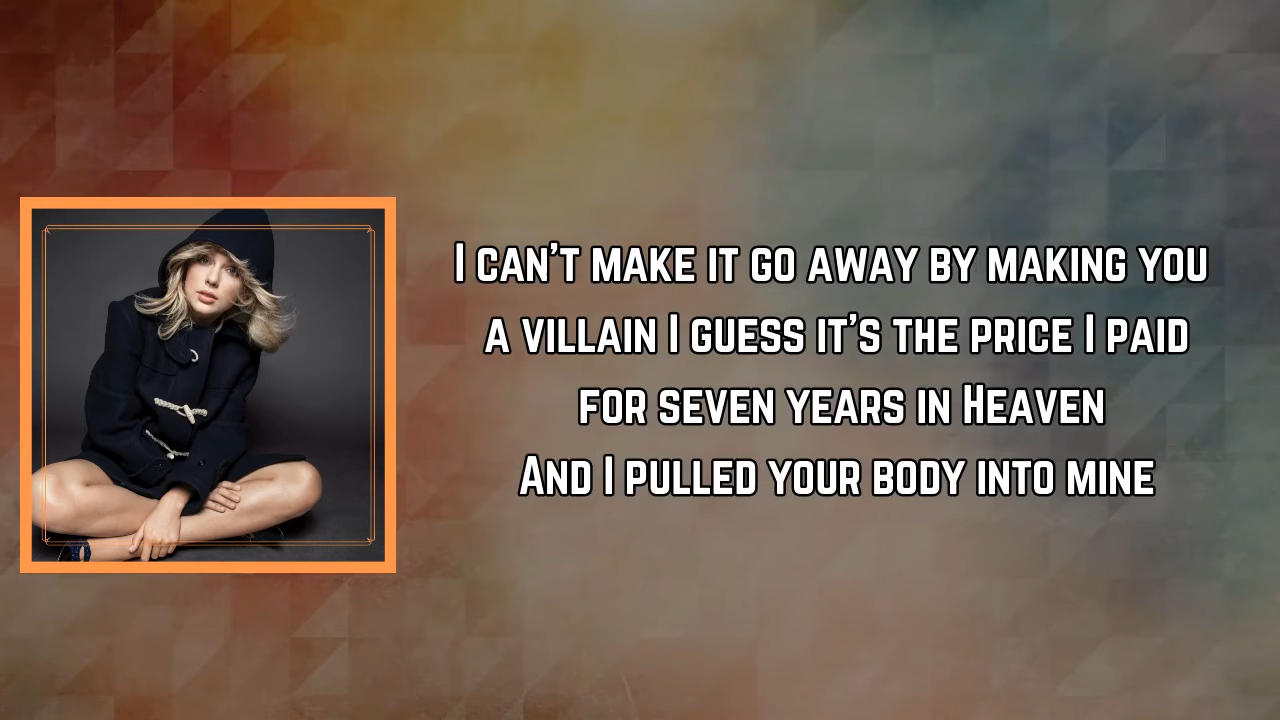 I can't make it go away by making you
a villain I guess it's the price I paid
for seven years in Heaven
And I pulled your body into mine